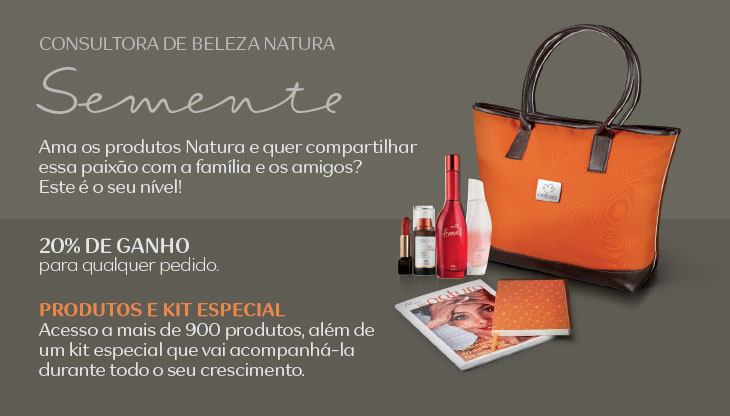 CONSULTORA DE BELEZA NATURA
Semente
Ama os produtos Natura e quer compartilhar
essa paixão com a família e os amigos?
Este é o seu nível!
20% DE GANHO
para qualquer pedido.
PRODUTOS E KIT ESPECIAL
Acesso a mais de 900 produtos, além de
um kit especial que vai acompanhá-la
durante todo o seu crescimento.
natura